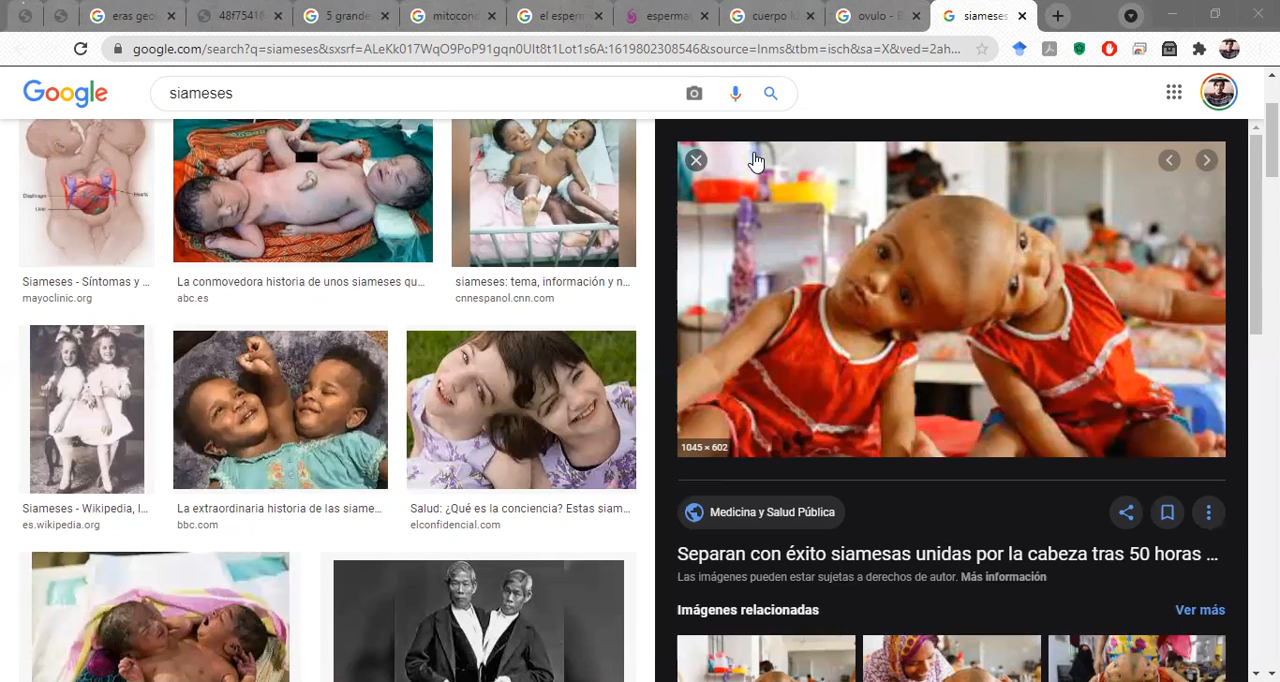 eras geo
48f75418
5 grande
mitocond
el esperm
esperma
cuerpo lú
ovulo - B
siameses
google.com/search?q=siameses&sxsrf=ALeKk017WqO9PoP91gqn0UIt8t1Lot1s6A:1619802308546&source=lnms&tbm=isch&sa=X&ved=2ah...
Google
siameses
Siameses - Síntomas y ...
mayoclinic.org
La conmovedora historia de unos siameses qu...
abc.es
siameses: tema, información y n...
cnnespanol.cnn.com
Siameses - Wikipedia, l...
es.wikipedia.org
La extraordinaria historia de las siame...
bbc.com
Salud: ¿Qué es la conciencia? Estas siam...
elconfidencial.com
1045 × 602
Medicina y Salud Pública
Separan con éxito siamesas unidas por la cabeza tras 50 horas ...
Las imágenes pueden estar sujetas a derechos de autor. Más información
Imágenes relacionadas
Ver más